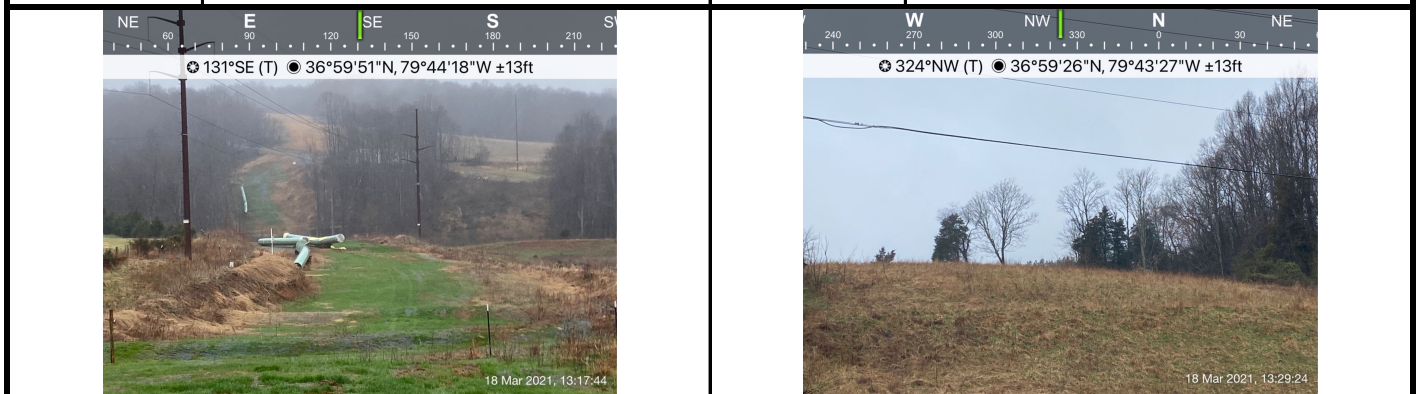 NE E SE S
60 90 120 150 180 210
131°SE (T) 36°59'51"N, 79°44'18"W ±13ft
18 Mar 2021, 13:17:44
W NW N NE
240 270 300 330 0 30
324°NW (T) 36°59'26"N, 79°43'27"W ±13ft
18 Mar 2021, 13:29:24